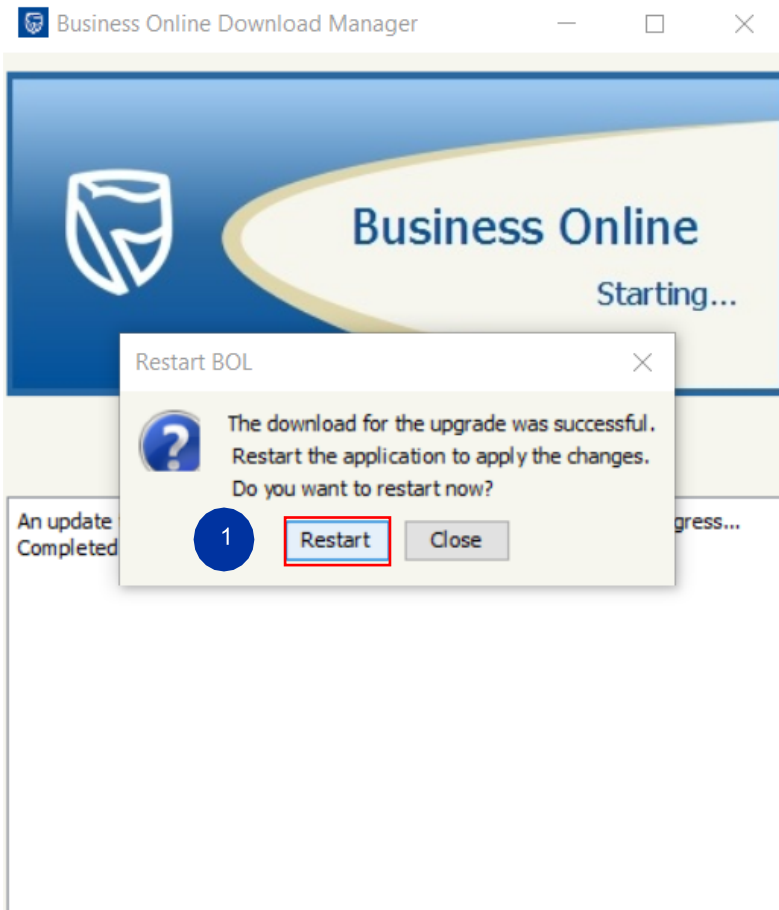 Business Online Download Manager
Business Online
Starting...
Restart BOL
The download for the upgrade was successful.
Restart the application to apply the changes.
Do you want to restart now?
An update
gress...
Completed
1
Restart
Close